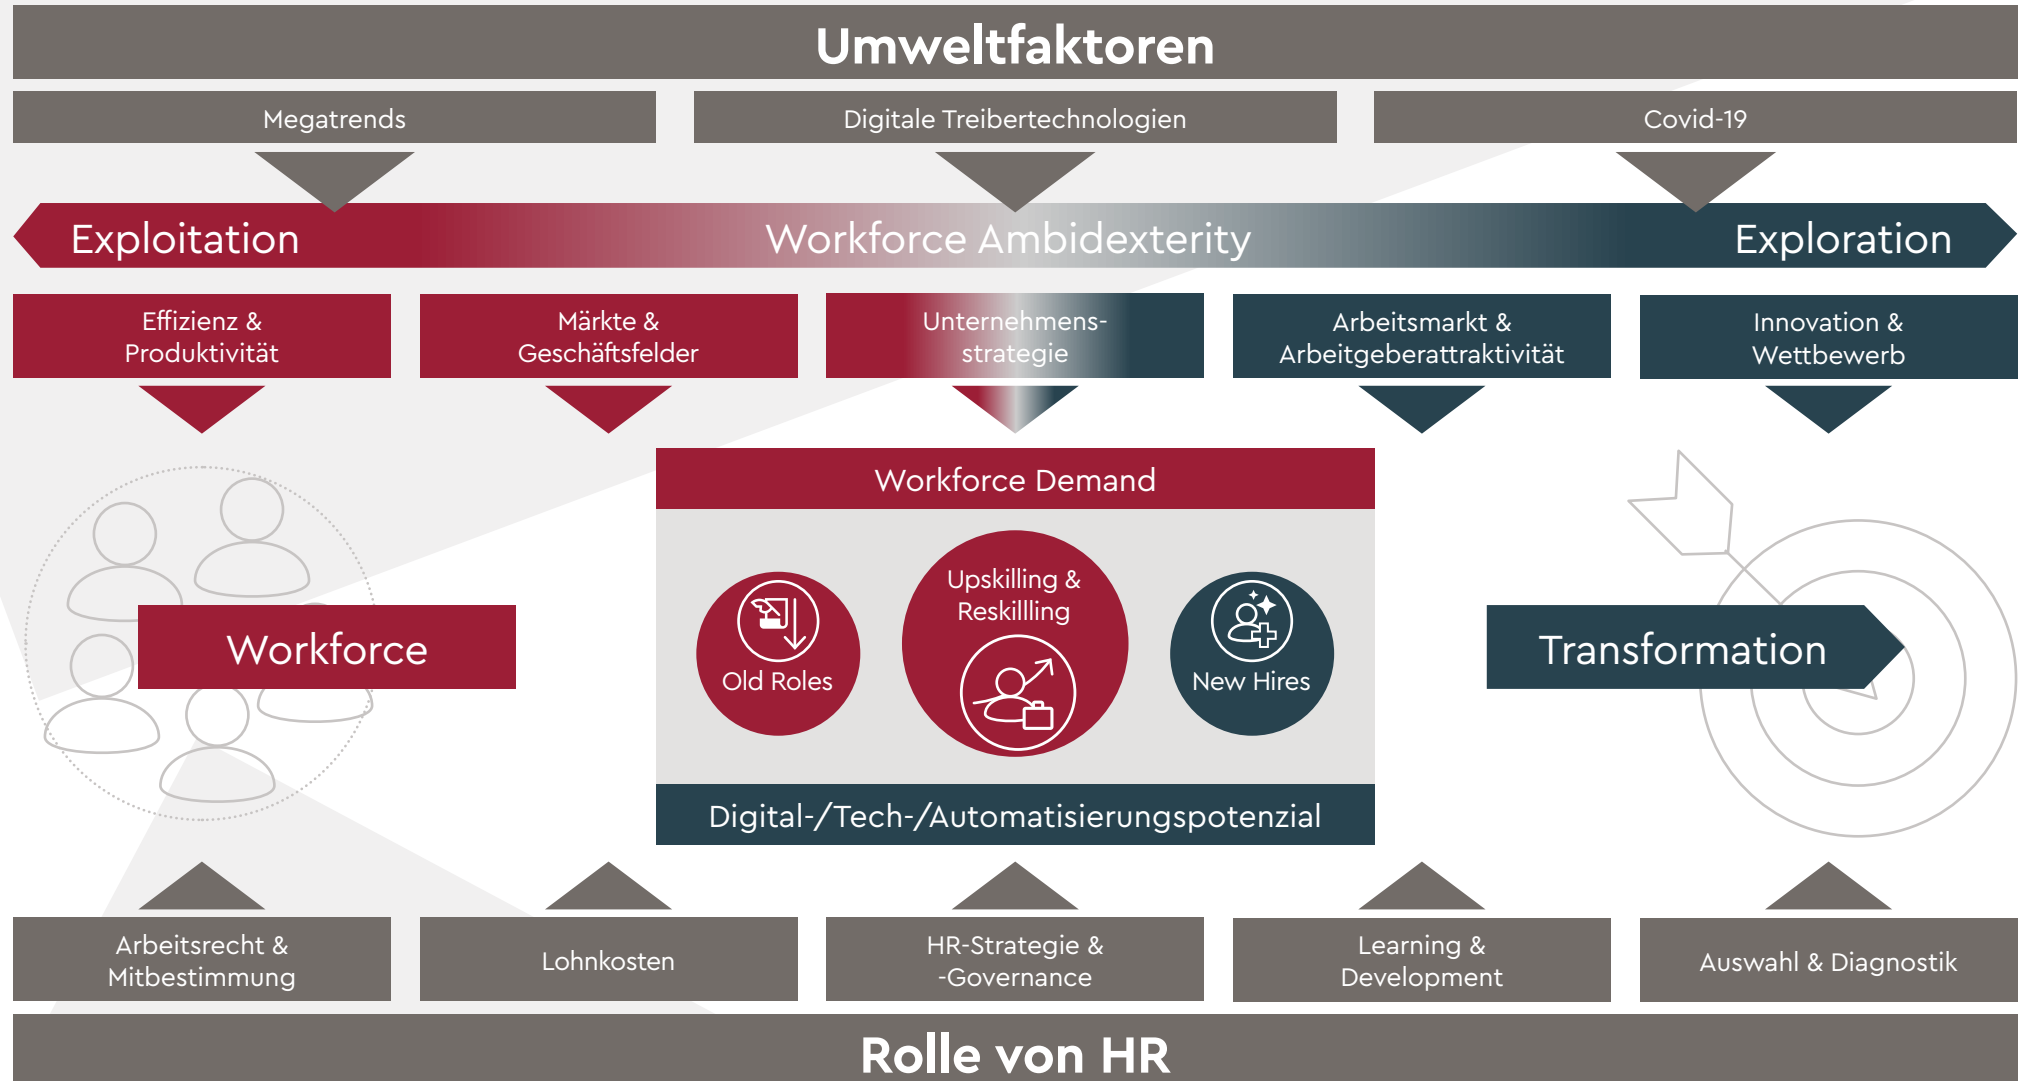 Umweltfaktoren
Megatrends
Digitale Treibertechnologien
Covid-19
Exploitation
Workforce Ambidexterity
Exploration
Effizienz &
Produktivität
Märkte &
Geschäftsfelder
Unternehmens-
strategie
Arbeitsmarkt &
Arbeitgeberattraktivität
Innovation &
Wettbewerb
Workforce
Workforce Demand
Old Roles
Upskilling &
Reskillling
New Hires
Digital-/Tech-/Automatisierungspotenzial
Transformation
Arbeitsrecht &
Mitbestimmung
Lohnkosten
HR-Strategie &
-Governance
Learning &
Development
Auswahl & Diagnostik
Rolle von HR